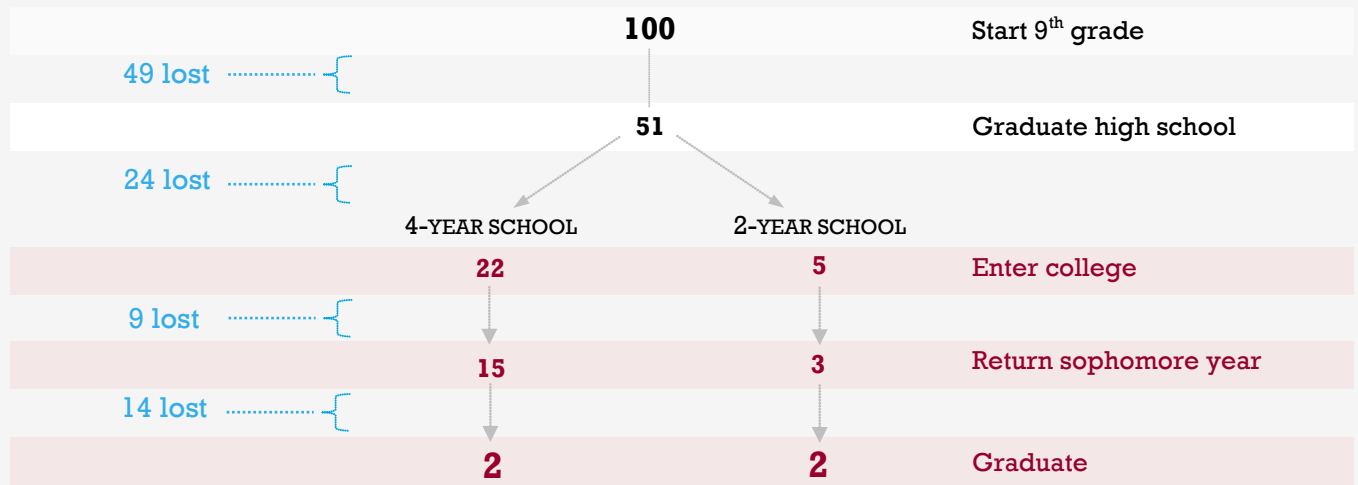 100 Start 9th grade
49 lost
51 Graduate high school
24 lost
4-YEAR SCHOOL 2-YEAR SCHOOL
22 5 Enter college
9 lost
15 3 Return sophomore year
14 lost
2 2 Graduate